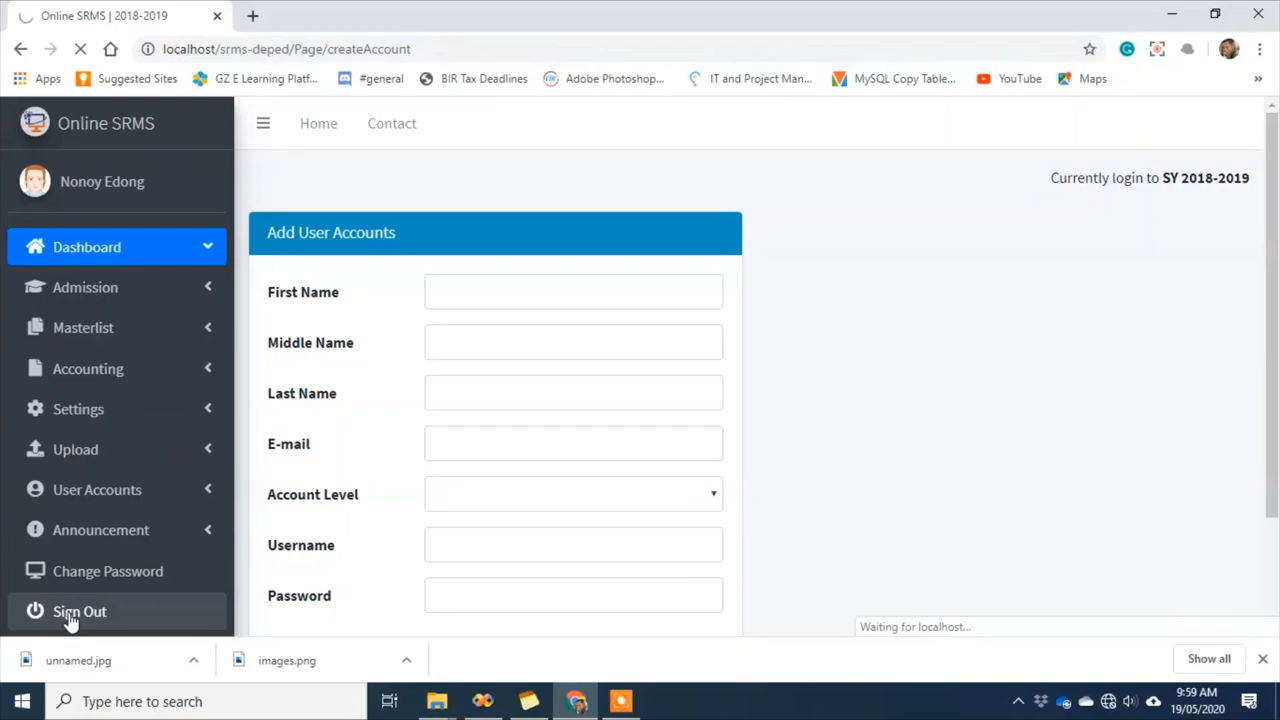 Online SRMS | 2018-2019
localhost/srms-deped/Page/createAccount
Apps Suggested Sites GZ E Learning Platf... #general BIR Tax Deadlines Adobe Photoshop... IT and Project Man... MySQL Copy Table... YouTube Maps »
Online SRMS
Home Contact
Nonoy Edong
Currently login to SY 2018-2019
Add User Accounts
Dashboard
Admission
Masterlist
Accounting
Settings
Upload
User Accounts
Announcement
Change Password
Sign Out
First Name
Middle Name
Last Name
E-mail
Account Level
Username
Password
Waiting for localhost...
unnamed.jpg
images.png
Show all
Type here to search
9:59 AM
19/05/2020